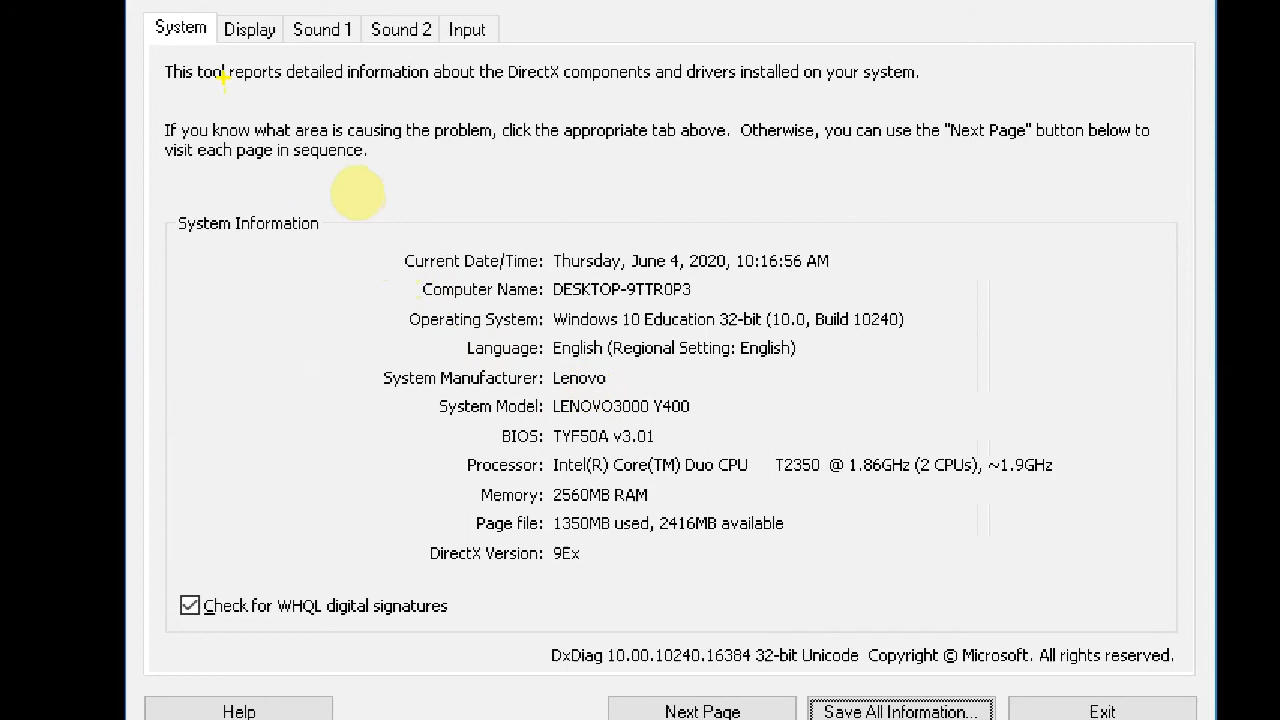 System Display Sound 1 Sound 2 Input
This tool reports detailed information about the DirectX components and drivers installed on your system.
If you know what area is causing the problem, click the appropriate tab above.  Otherwise, you can use the "Next Page" button below to
visit each page in sequence.
System Information
Current Date/Time: Thursday, June 4, 2020, 10:16:56 AM
Computer Name: DESKTOP-9TTR0P3
Operating System: Windows 10 Education 32-bit (10.0, Build 10240)
Language: English (Regional Setting: English)
System Manufacturer: Lenovo
System Model: LENOVO3000 Y400
BIOS: TYF50A v3.01
Processor: Intel(R) Core(TM) Duo CPU T2350 @ 1.86GHz (2 CPUs), ~1.9GHz
Memory: 2560MB RAM
Page file: 1350MB used, 2416MB available
DirectX Version: 9Ex
Check for WHQL digital signatures
DxDiag 10.00.10240.16384 32-bit Unicode Copyright © Microsoft. All rights reserved.
Help Next Page Save All Information... Exit